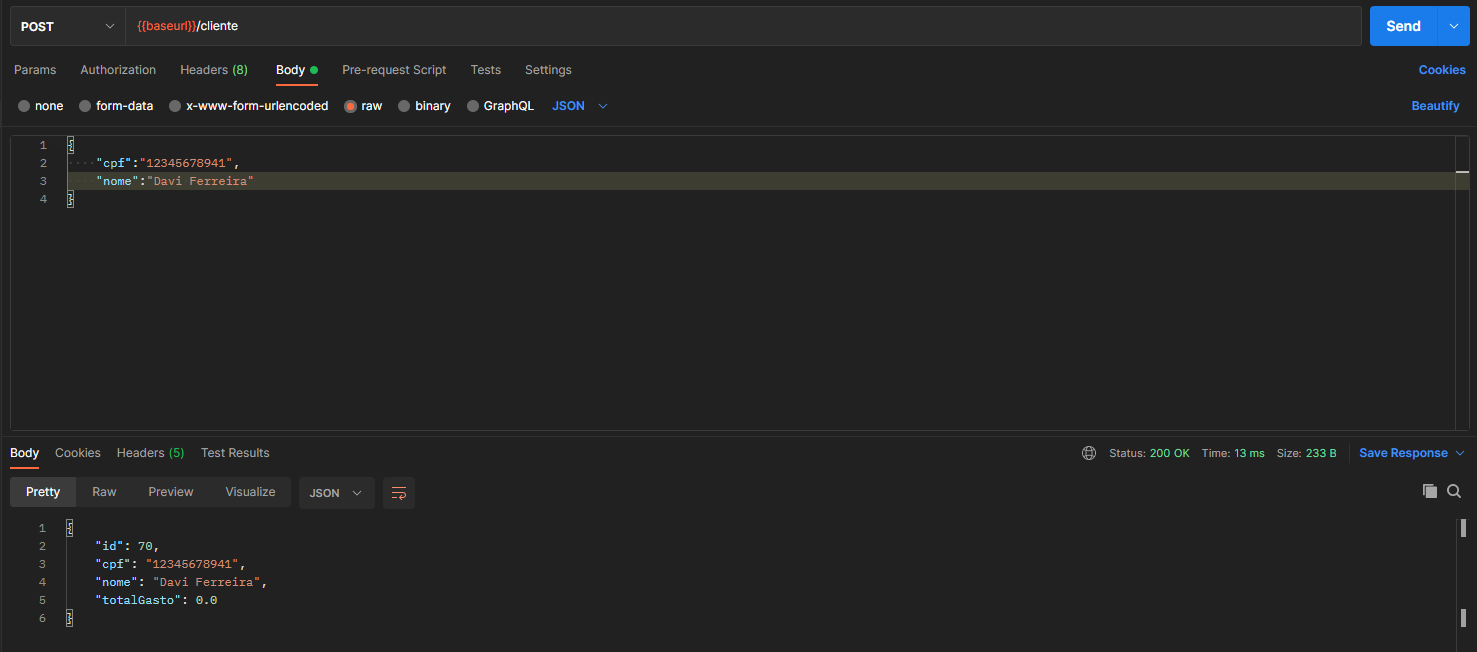 POST {{baseurl}}/cliente Send
Params Authorization Headers (8) Body Pre-request Script Tests Settings Cookies
none form-data x-www-form-urlencoded raw binary GraphQL JSON Beautify
1 {
2 "cpf":"12345678941",
3 "nome":"Davi Ferreira"
4 }
Body Cookies Headers (5) Test Results Status: 200 OK Time: 13 ms Size: 233 B Save Response
Pretty Raw Preview Visualize JSON
1 {
2 "id": 70,
3 "cpf": "12345678941",
4 "nome": "Davi Ferreira",
5 "totalGasto": 0.0
6 }